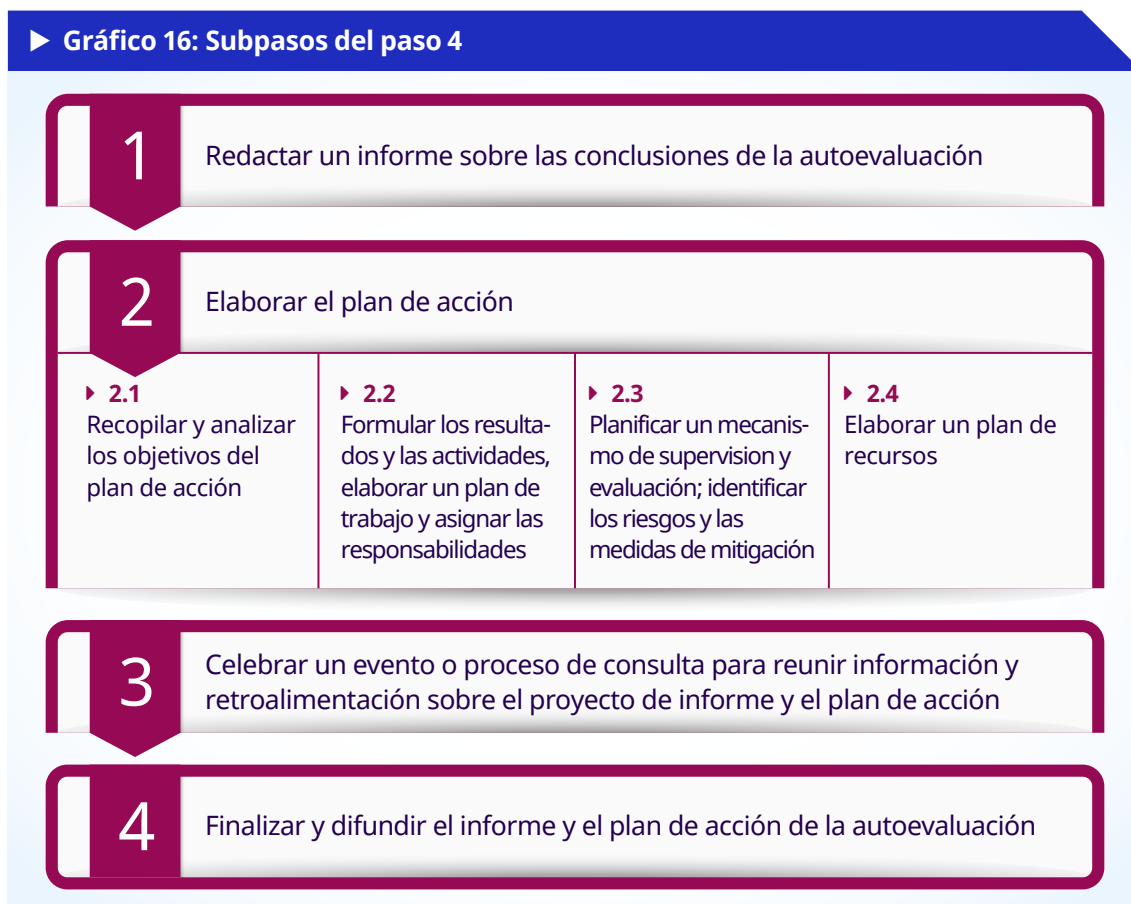 Gráfico 16: Subpasos del paso 4
1
Redactar un informe sobre las conclusiones de la autoevaluación
2
Elaborar el plan de acción
2.1
Recopilar y analizar
los objetivos del
plan de acción
2.2
Formular los resulta-
dos y las actividades,
elaborar un plan de
trabajo y asignar las
responsabilidades
2.3
Planificar un mecanis-
mo de supervision y
evaluación; identificar
los riesgos y las
medidas de mitigación
2.4
Elaborar un plan de
recursos
3
Celebrar un evento o proceso de consulta para reunir información y
retroalimentación sobre el proyecto de informe y el plan de acción
4
Finalizar y difundir el informe y el plan de acción de la autoevaluación